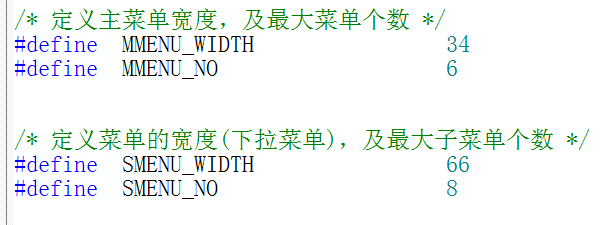 /* 定义主菜单宽度，及最大菜单个数 */
#define  MMENU_WIDTH                34
#define  MMENU_NO                   6
/* 定义菜单的宽度(下拉菜单)，及最大子菜单个数 */
#define  SMENU_WIDTH                66
#define  SMENU_NO                   8